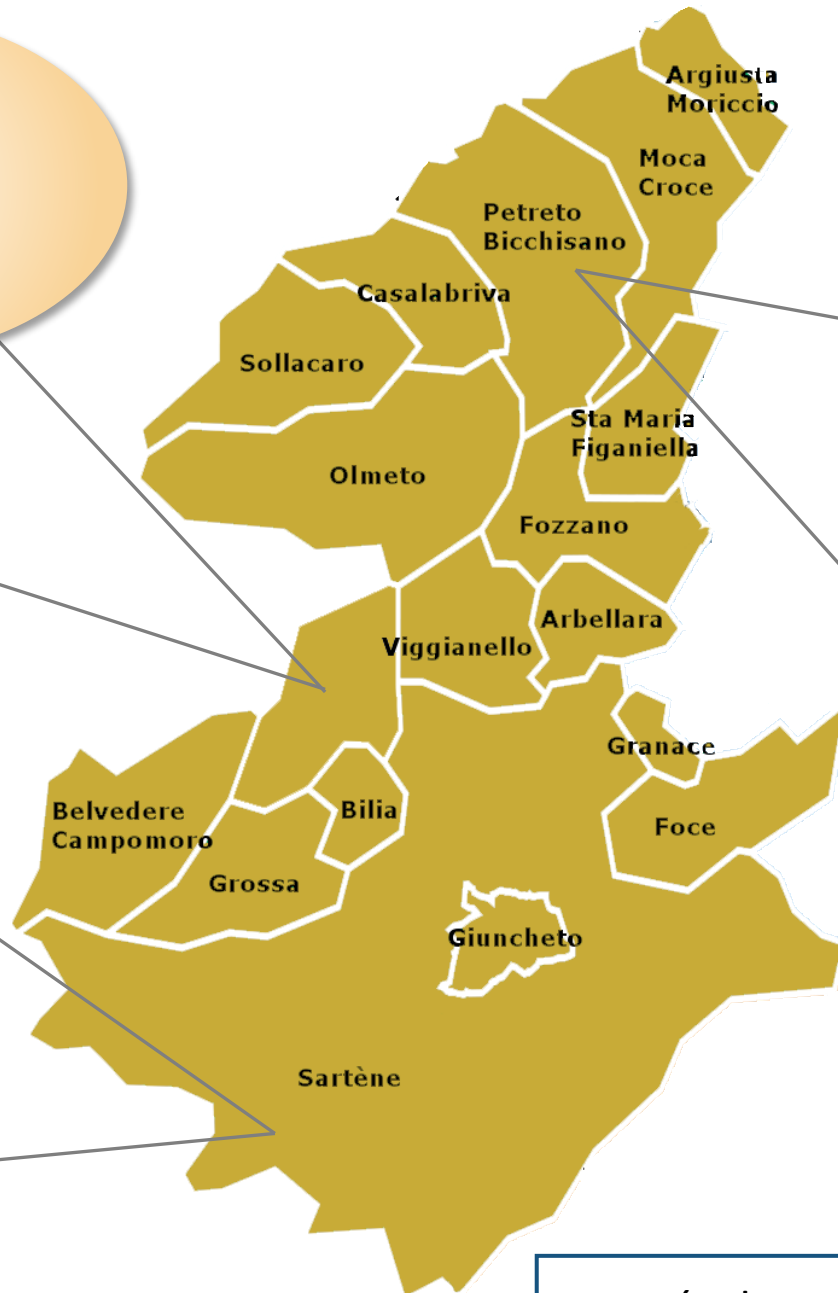 Argiusta
Moriccio
Moca
Croce
Petreto
Bicchisano
Casalabriva
Sollacaro
Sta Maria
Figaniella
Olmeto
Fozzano
Arbellara
Viggianello
Granace
Belvedere
Campomoro
Bilia
Foce
Grossa
Giuncheto
Sartène